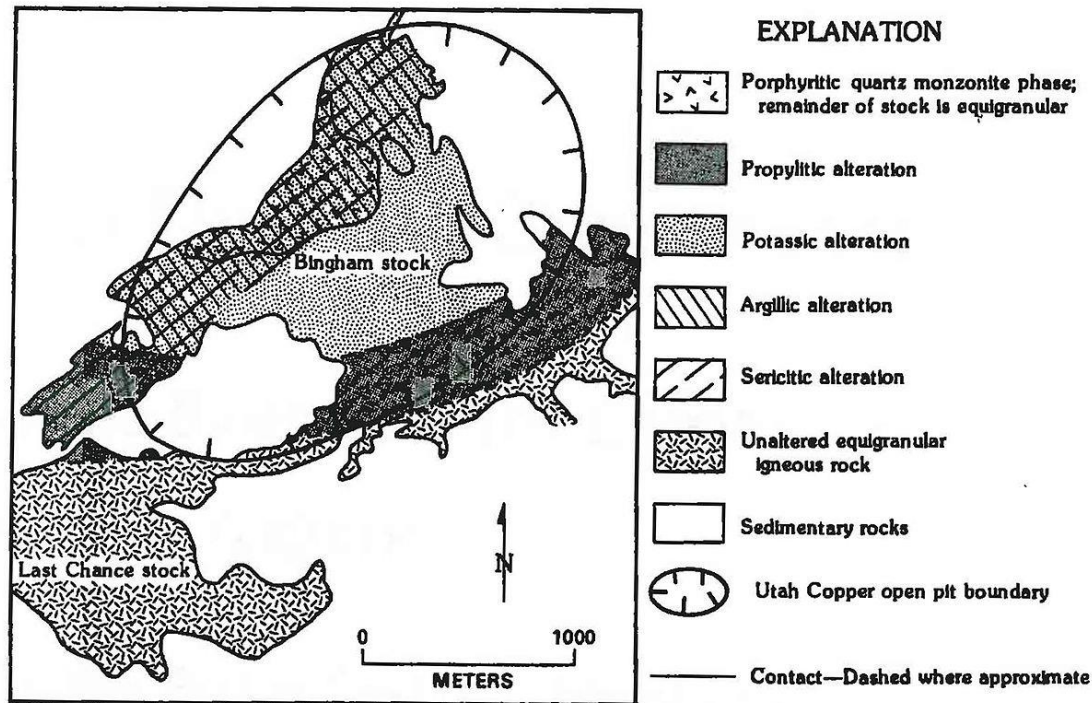 EXPLANATION
Porphyritic quartz monzonite phase;
remainder of stock is equigranular
Propylitic alteration
Potassic alteration
Argillic alteration
Sericitic alteration
Unaltered equigranular
igneous rock
Sedimentary rocks
Utah Copper open pit boundary
Contact—Dashed where approximate
Bingham stock
Last Chance stock
N
0 1000
METERS